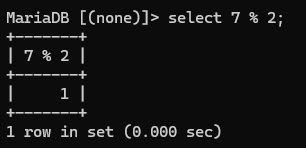 MariaDB [(none)]> select 7 % 2;
+-------+
| 7 % 2 |
+-------+
|     1 |
+-------+
1 row in set (0.000 sec)